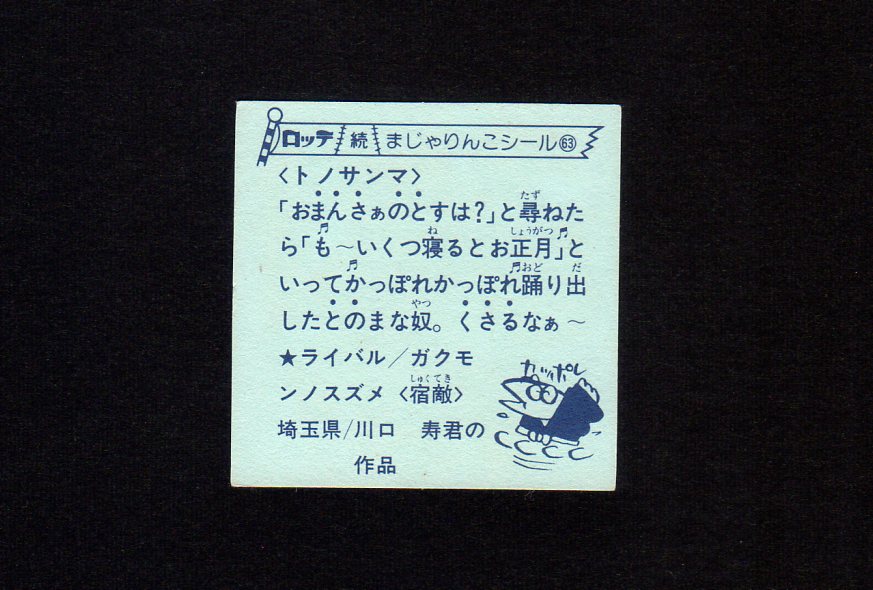 ロッテ 続 まじゃりんこシール63
〈トノサンマ〉
「おまんさぁのとすは?」と尋ねた
ら「も〜いくつ寝るとお正月」と
いってかっぽれかっぽれ踊り出
したとのまな奴。くさるなぁ〜
★ライバル/ガクモ
ンノスズメ〈宿敵〉
埼玉県/川口 寿君の
作品
カッポレ